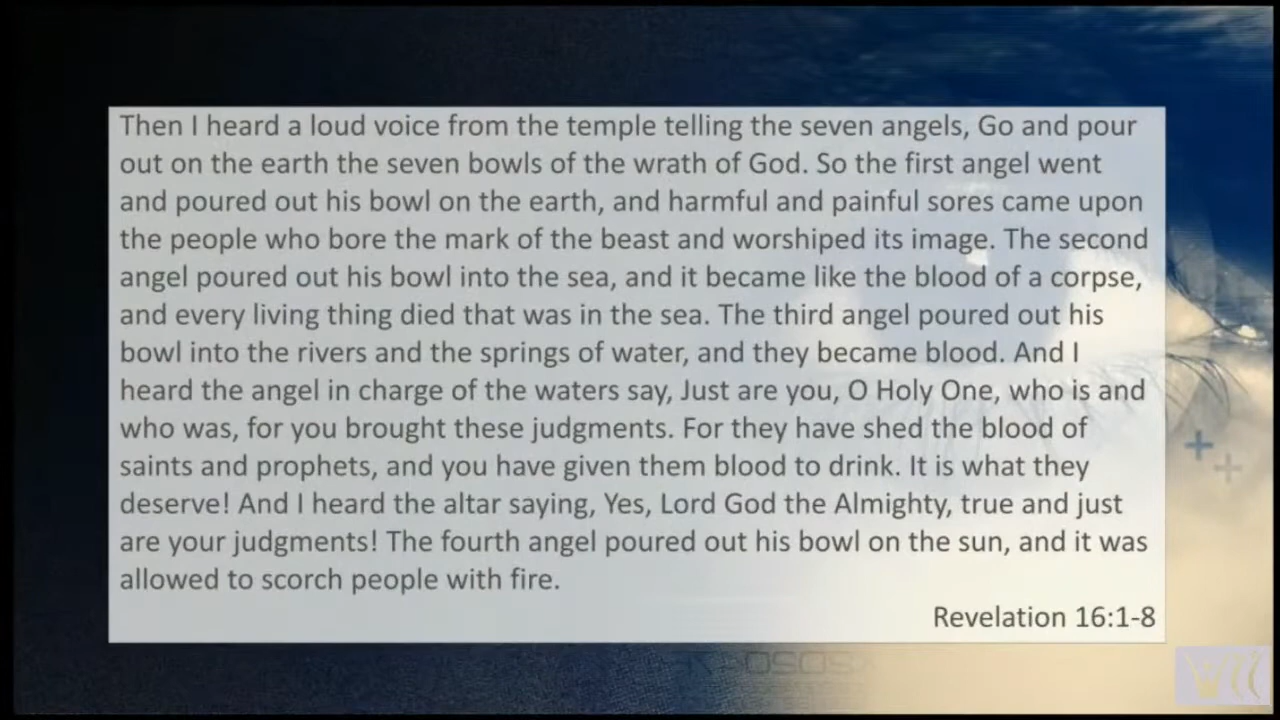 Then I heard a loud voice from the temple telling the seven angels, Go and pour
out on the earth the seven bowls of the wrath of God. So the first angel went
and poured out his bowl on the earth, and harmful and painful sores came upon
the people who bore the mark of the beast and worshiped its image. The second
angel poured out his bowl into the sea, and it became like the blood of a corpse,
and every living thing died that was in the sea. The third angel poured out his
bowl into the rivers and the springs of water, and they became blood. And I
heard the angel in charge of the waters say, Just are you, O Holy One, who is and
who was, for you brought these judgments. For they have shed the blood of
saints and prophets, and you have given them blood to drink. It is what they
deserve! And I heard the altar saying, Yes, Lord God the Almighty, true and just
are your judgments! The fourth angel poured out his bowl on the sun, and it was
allowed to scorch people with fire.
Revelation 16:1-8